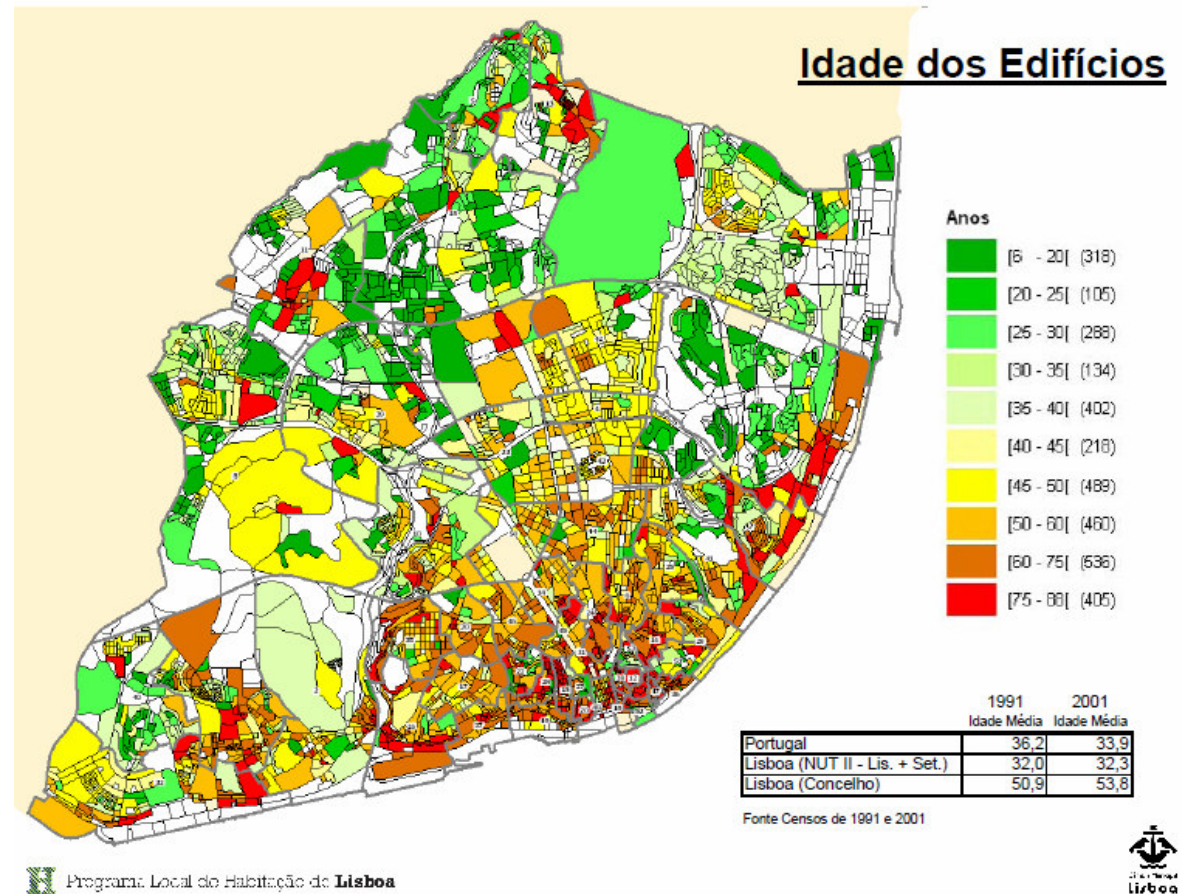 Idade dos Edifícios
Anos
[6 - 20[ (318)
[20 - 25[ (105)
[25 - 30[ (288)
[30 - 35[ (134)
[35 - 40[ (402)
[40 - 45[ (218)
[45 - 50[ (489)
[50 - 60[ (460)
[60 - 75[ (536)
[75 - 88[ (405)
1991 2001
Idade Média Idade Média
Portugal 36,2 33,9
Lisboa (NUT II - Lis. + Set.) 32,0 32,3
Lisboa (Concelho) 50,9 53,8
Fonte Censos de 1991 e 2001
Programa Local de Habitação de Lisboa
Lisboa